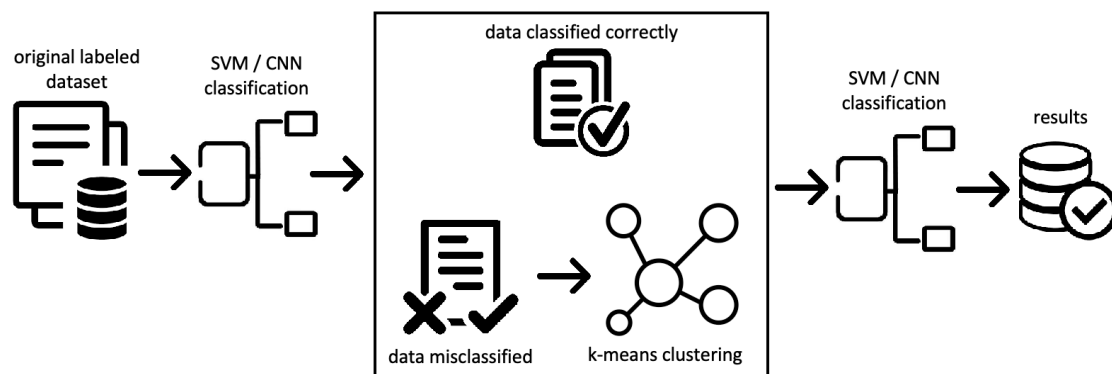 original labeled
dataset
SVM / CNN
classification
data classified correctly
data misclassified
k-means clustering
SVM / CNN
classification
results